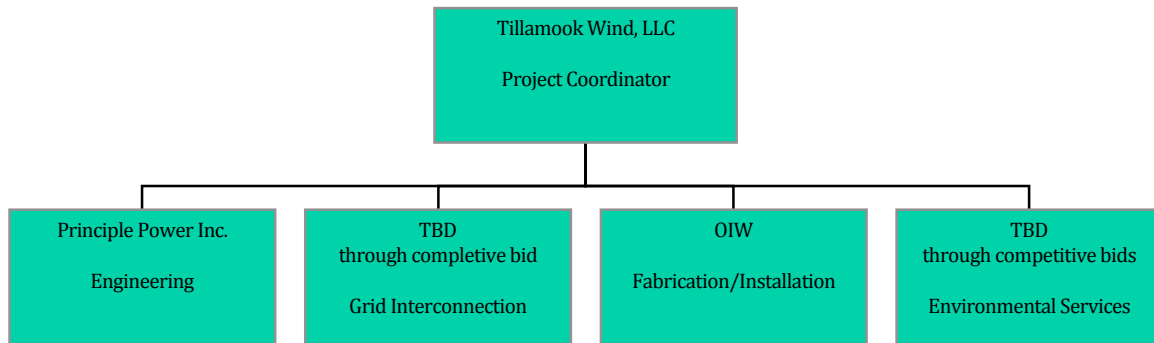 Tillamook Wind, LLC
Project Coordinator
Principle Power Inc.
Engineering
TBD
through completive bid
Grid Interconnection
OIW
Fabrication/Installation
TBD
through competitive bids
Environmental Services